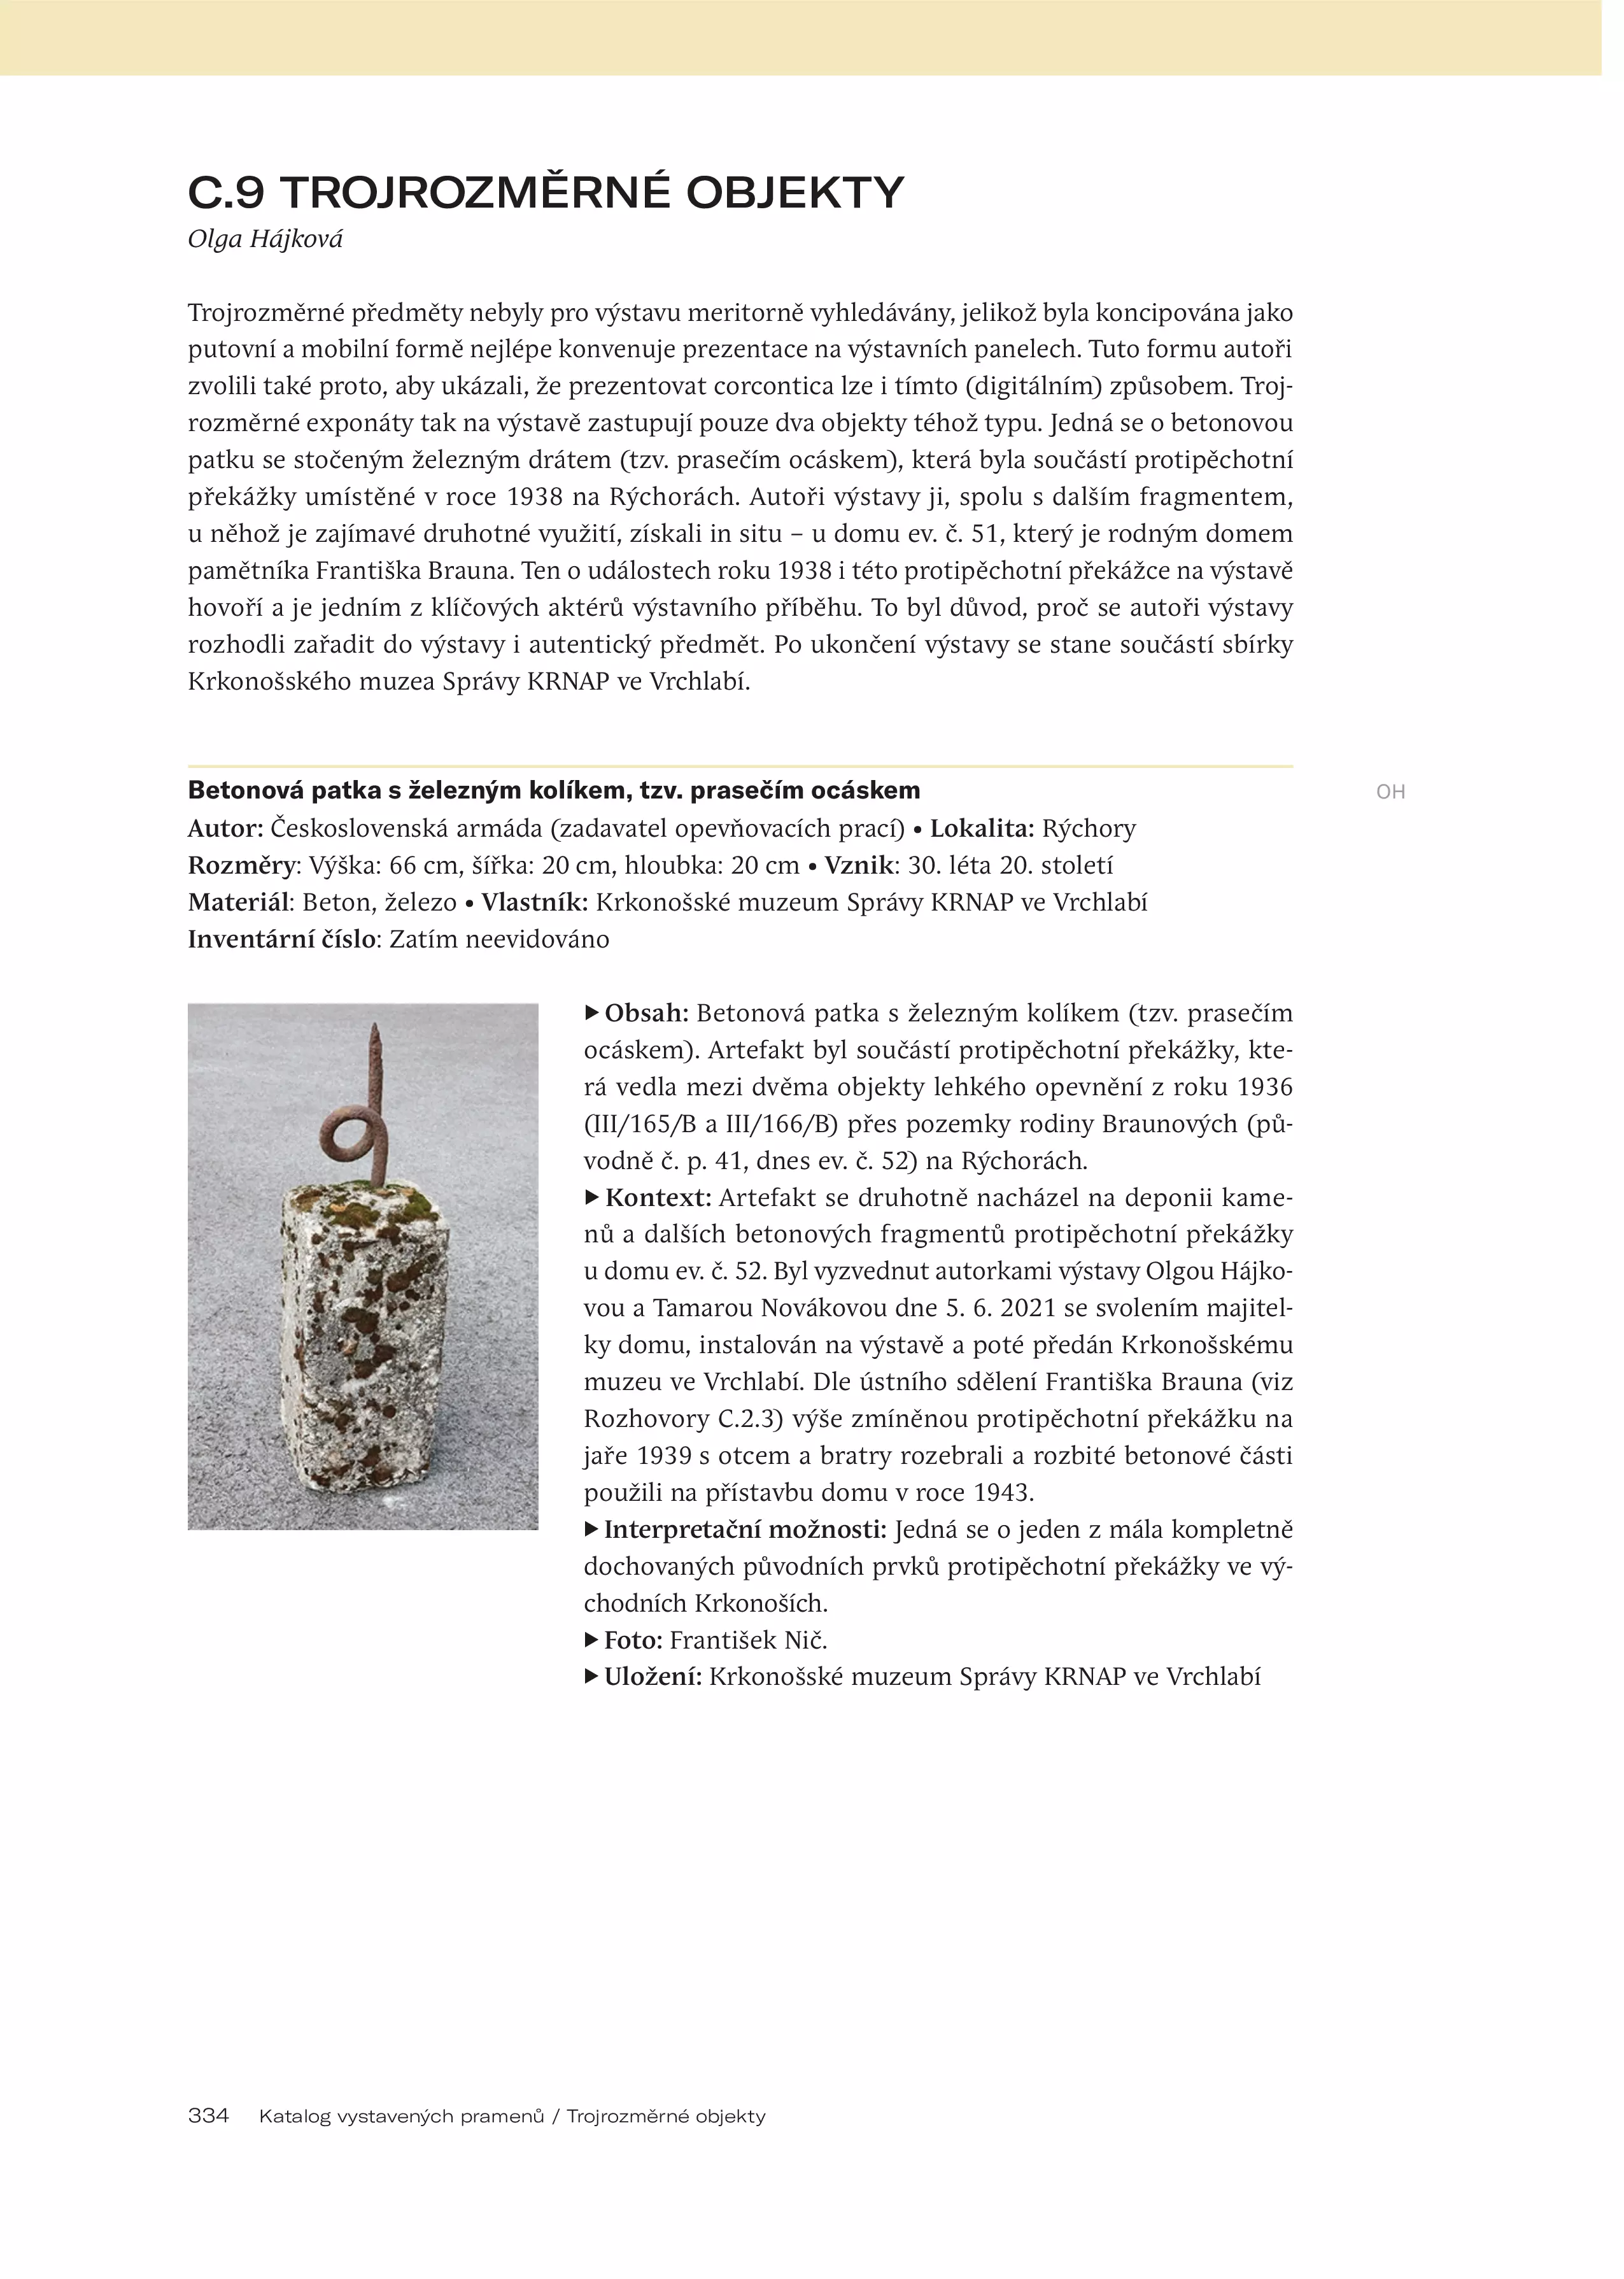 C.9 TROJROZMĚRNÉ OBJEKTY
Olga Hájková
Trojrozměrné předměty nebyly pro výstavu meritorně vyhledávány, jelikož byla koncipována jako
putovní a mobilní formě nejlépe konvenuje prezentace na výstavních panelech. Tuto formu autoři
zvolili také proto, aby ukázali, že prezentovat corcontica lze i tímto (digitálním) způsobem. Troj-
rozměrné exponáty tak na výstavě zastupují pouze dva objekty téhož typu. Jedná se o betonovou
patku se stočeným železným drátem (tzv. prasečím ocáskem), která byla součástí protipěchotní
překážky umístěné v roce 1938 na Rýchorách. Autoři výstavy ji, spolu s dalším fragmentem,
u něhož je zajímavé druhotné využití, získali in situ – u domu ev. č. 51, který je rodným domem
pamětníka Františka Brauna. Ten o událostech roku 1938 i této protipěchotní překážce na výstavě
hovoří a je jedním z klíčových aktérů výstavního příběhu. To byl důvod, proč se autoři výstavy
rozhodli zařadit do výstavy i autentický předmět. Po ukončení výstavy se stane součástí sbírky
Krkonošského muzea Správy KRNAP ve Vrchlabí.
Betonová patka s železným kolíkem, tzv. prasečím ocáskem
OH
Autor: Československá armáda (zadavatel opevňovacích prací) • Lokalita: Rýchory
Rozměry: Výška: 66 cm, šířka: 20 cm, hloubka: 20 cm • Vznik: 30. léta 20. století
Materiál: Beton, železo • Vlastník: Krkonošské muzeum Správy KRNAP ve Vrchlabí
Inventární číslo: Zatím neevidováno
▶ Obsah: Betonová patka s železným kolíkem (tzv. prasečím
ocáskem). Artefakt byl součástí protipěchotní překážky, kte-
rá vedla mezi dvěma objekty lehkého opevnění z roku 1936
(III/165/B a III/166/B) přes pozemky rodiny Braunových (pů-
vodně č. p. 41, dnes ev. č. 52) na Rýchorách.
▶ Kontext: Artefakt se druhotně nacházel na deponii kame-
nů a dalších betonových fragmentů protipěchotní překážky
u domu ev. č. 52. Byl vyzvednut autorkami výstavy Olgou Hájko-
vou a Tamarou Novákovou dne 5. 6. 2021 se svolením majitel-
ky domu, instalován na výstavě a poté předán Krkonošskému
muzeu ve Vrchlabí. Dle ústního sdělení Františka Brauna (viz
Rozhovory C.2.3) výše zmíněnou protipěchotní překážku na
jaře 1939 s otcem a bratry rozebrali a rozbité betonové části
použili na přístavbu domu v roce 1943.
▶ Interpretační možnosti: Jedná se o jeden z mála kompletně
dochovaných původních prvků protipěchotní překážky ve vý-
chodních Krkonoších.
▶ Foto: František Nič.
▶ Uložení: Krkonošské muzeum Správy KRNAP ve Vrchlabí
334 Katalog vystavených pramenů / Trojrozměrné objekty